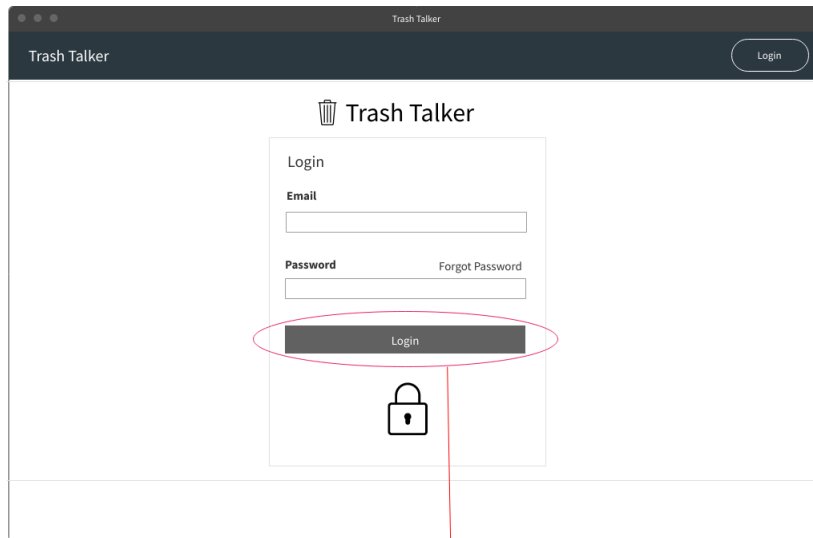 Trash Talker
Trash Talker
Login
Trash Talker
Login
Email
Password
Forgot Password
Login